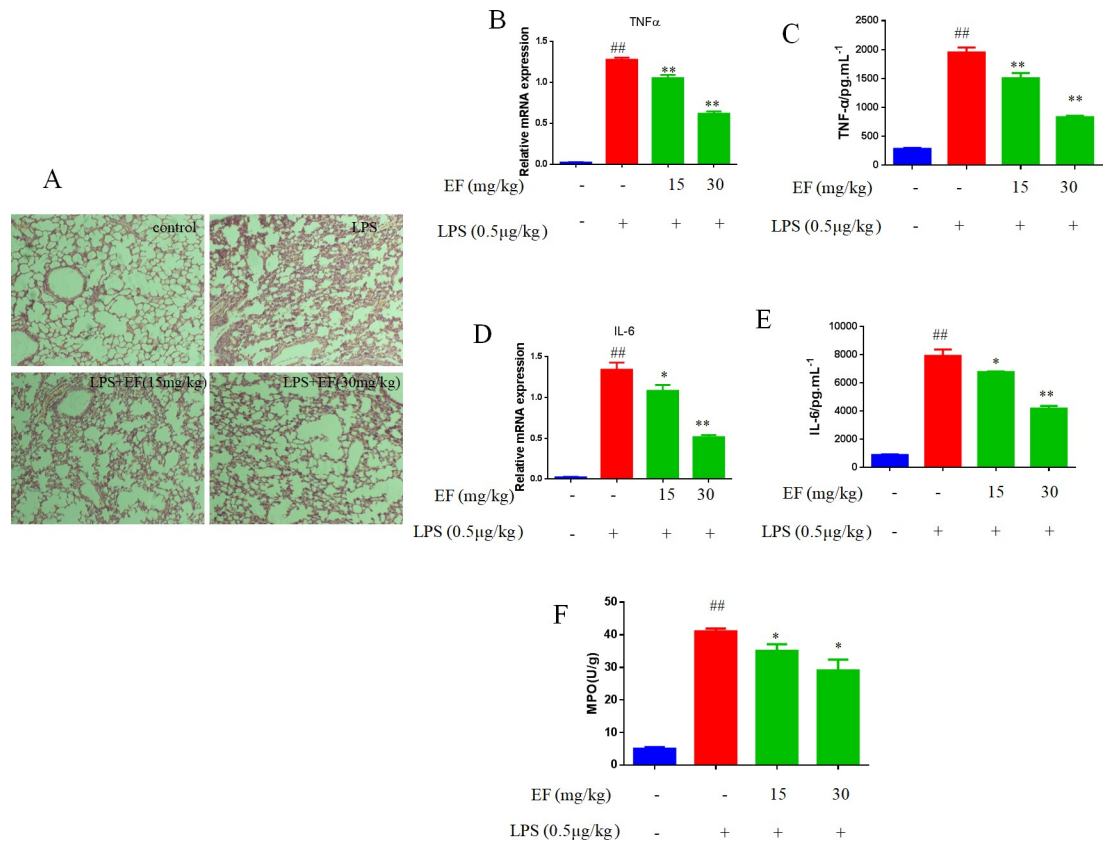 A
control
LPS
LPS+EF(15mg/kg)
LPS+EF(30mg/kg)
B
TNFα
Relative mRNA expression
1.5
1.0
0.5
0.0
##
**
**
EF (mg/kg) - - 15 30
LPS (0.5μg/kg) - + + +
C
TNF-α/pg.mL-1
2500
2000
1500
1000
500
0
##
**
**
EF (mg/kg) - - 15 30
LPS (0.5μg/kg) - + + +
D
IL-6
Relative mRNA expression
1.5
1.0
0.5
0.0
##
*
**
EF (mg/kg) - - 15 30
LPS (0.5μg/kg) - + + +
E
IL-6/pg.mL-1
10000
8000
6000
4000
2000
0
##
*
**
EF (mg/kg) - - 15 30
LPS (0.5μg/kg) - + + +
F
MPO(U/g)
50
40
30
20
10
0
##
*
*
EF (mg/kg) - - 15 30
LPS (0.5μg/kg) - + + +